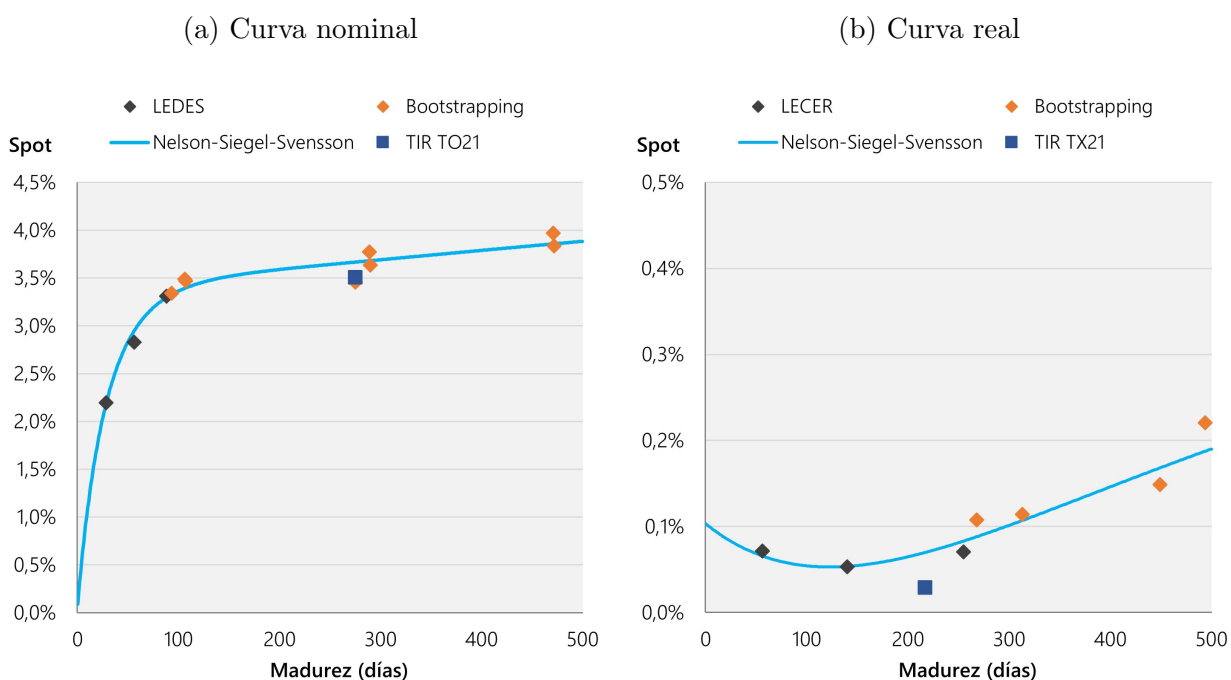 (a) Curva nominal
LEDES
Bootstrapping
Spot
Nelson-Siegel-Svensson
TIR TO21
4,5%
4,0%
3,5%
3,0%
2,5%
2,0%
1,5%
1,0%
0,5%
0,0%
0 100 200 300 400 500
Madurez (días)
(b) Curva real
LECER
Bootstrapping
Spot
Nelson-Siegel-Svensson
TIR TX21
0,5%
0,4%
0,3%
0,2%
0,1%
0,0%
0 100 200 300 400 500
Madurez (días)